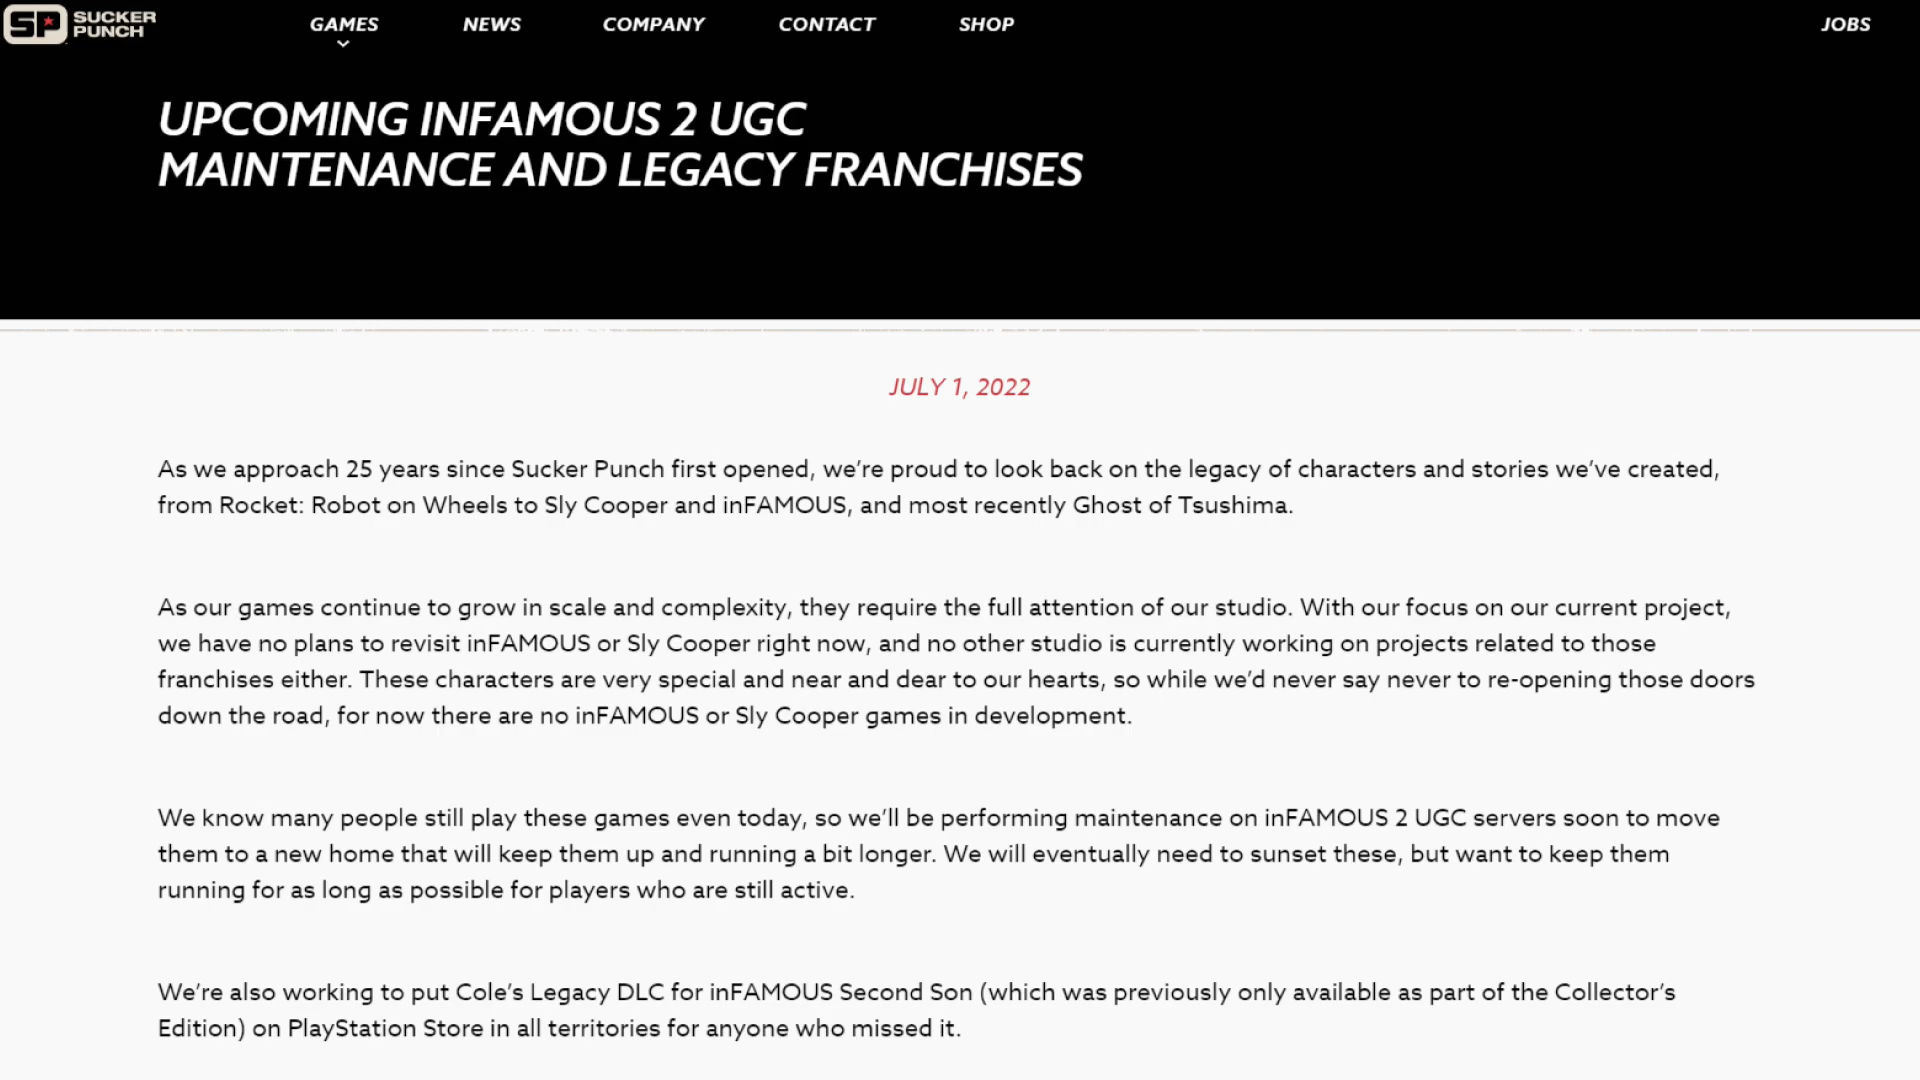 SP SUCKER PUNCH
GAMES NEWS COMPANY CONTACT SHOP JOBS
UPCOMING INFAMOUS 2 UGC
MAINTENANCE AND LEGACY FRANCHISES
JULY 1, 2022
As we approach 25 years since Sucker Punch first opened, we’re proud to look back on the legacy of characters and stories we’ve created,
from Rocket: Robot on Wheels to Sly Cooper and inFAMOUS, and most recently Ghost of Tsushima.
As our games continue to grow in scale and complexity, they require the full attention of our studio. With our focus on our current project,
we have no plans to revisit inFAMOUS or Sly Cooper right now, and no other studio is currently working on projects related to those
franchises either. These characters are very special and near and dear to our hearts, so while we’d never say never to re-opening those doors
down the road, for now there are no inFAMOUS or Sly Cooper games in development.
We know many people still play these games even today, so we’ll be performing maintenance on inFAMOUS 2 UGC servers soon to move
them to a new home that will keep them up and running a bit longer. We will eventually need to sunset these, but want to keep them
running for as long as possible for players who are still active.
We’re also working to put Cole’s Legacy DLC for inFAMOUS Second Son (which was previously only available as part of the Collector’s
Edition) on PlayStation Store in all territories for anyone who missed it.